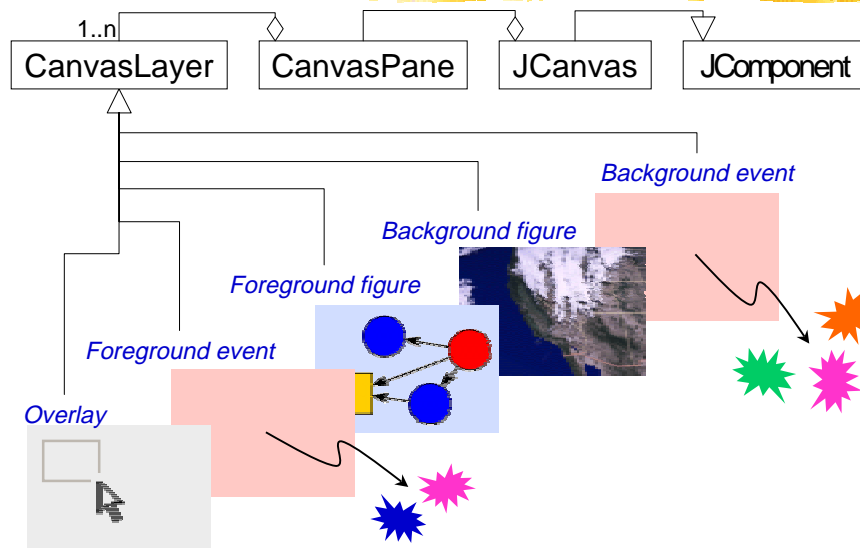 1..n
CanvasLayer CanvasPane JCanvas JComponent
Background event
Background figure
Foreground figure
Foreground event
Overlay